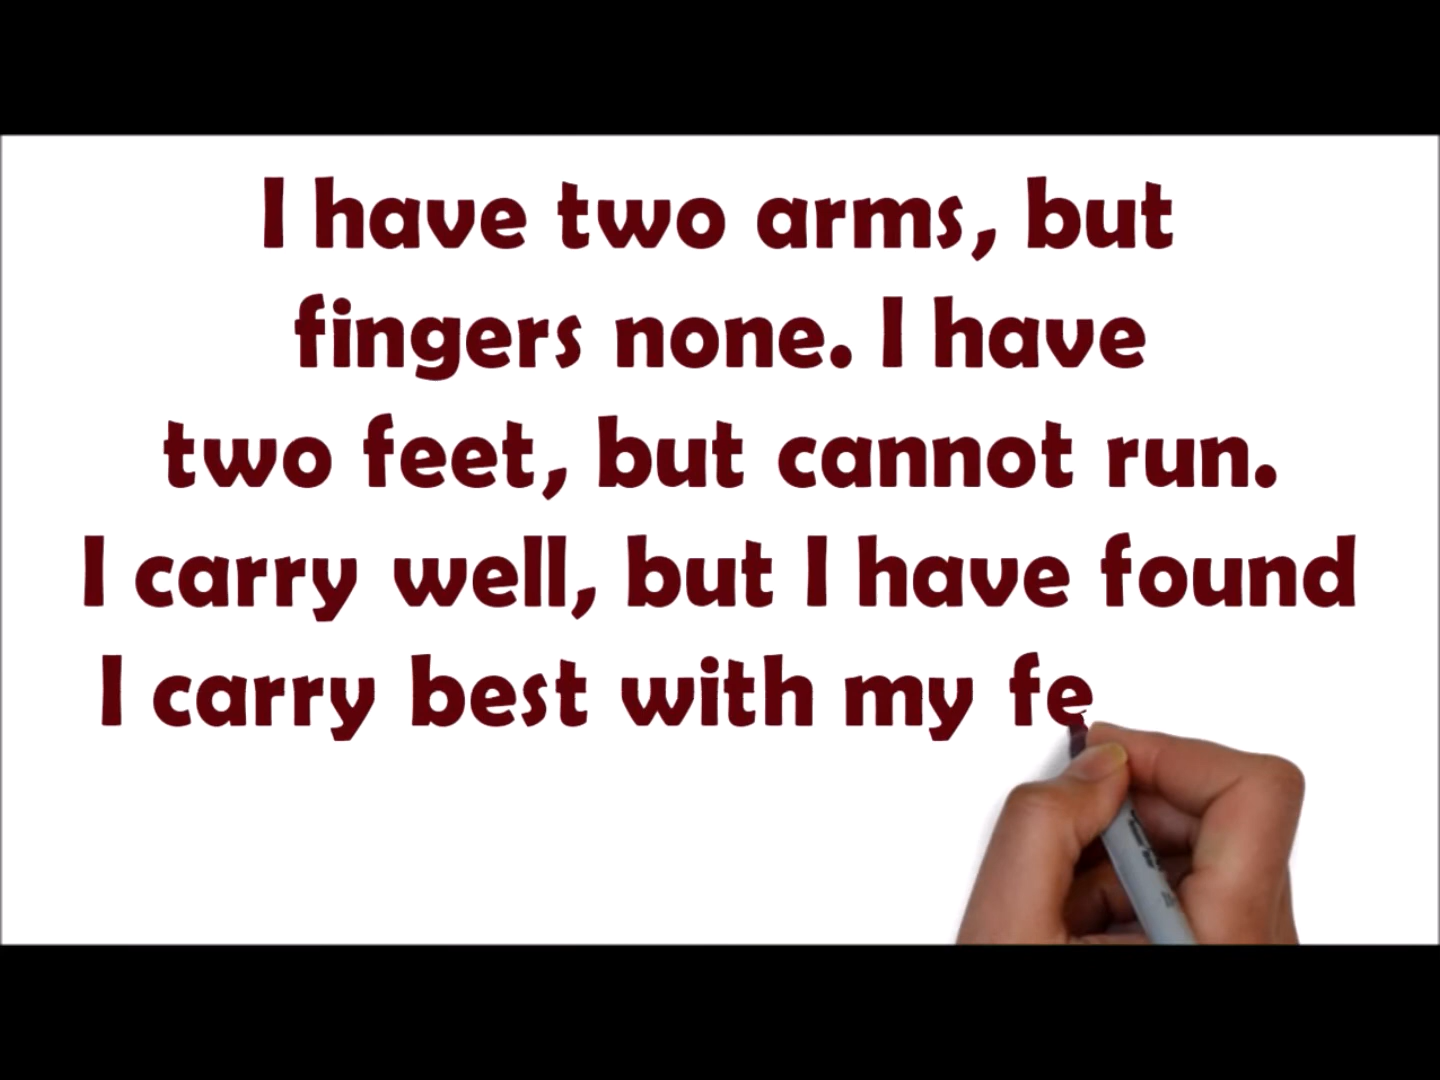 I have two arms, but
fingers none. I have
two feet, but cannot run.
I carry well, but I have found
I carry best with my fe